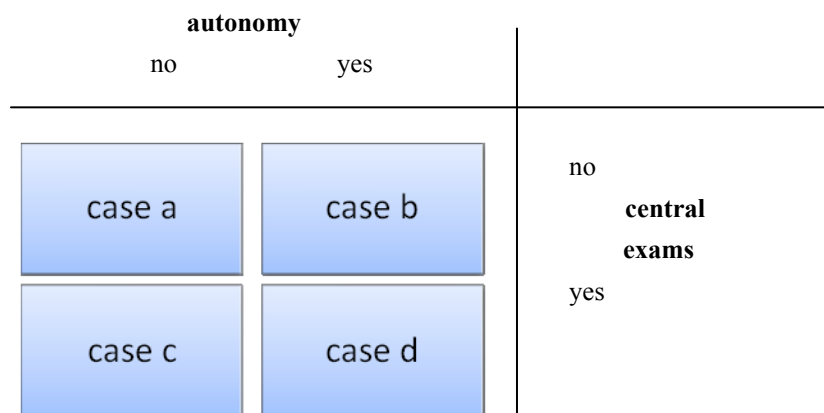 autonomy
no yes
case a case b
no
central
exams
yes
case c case d